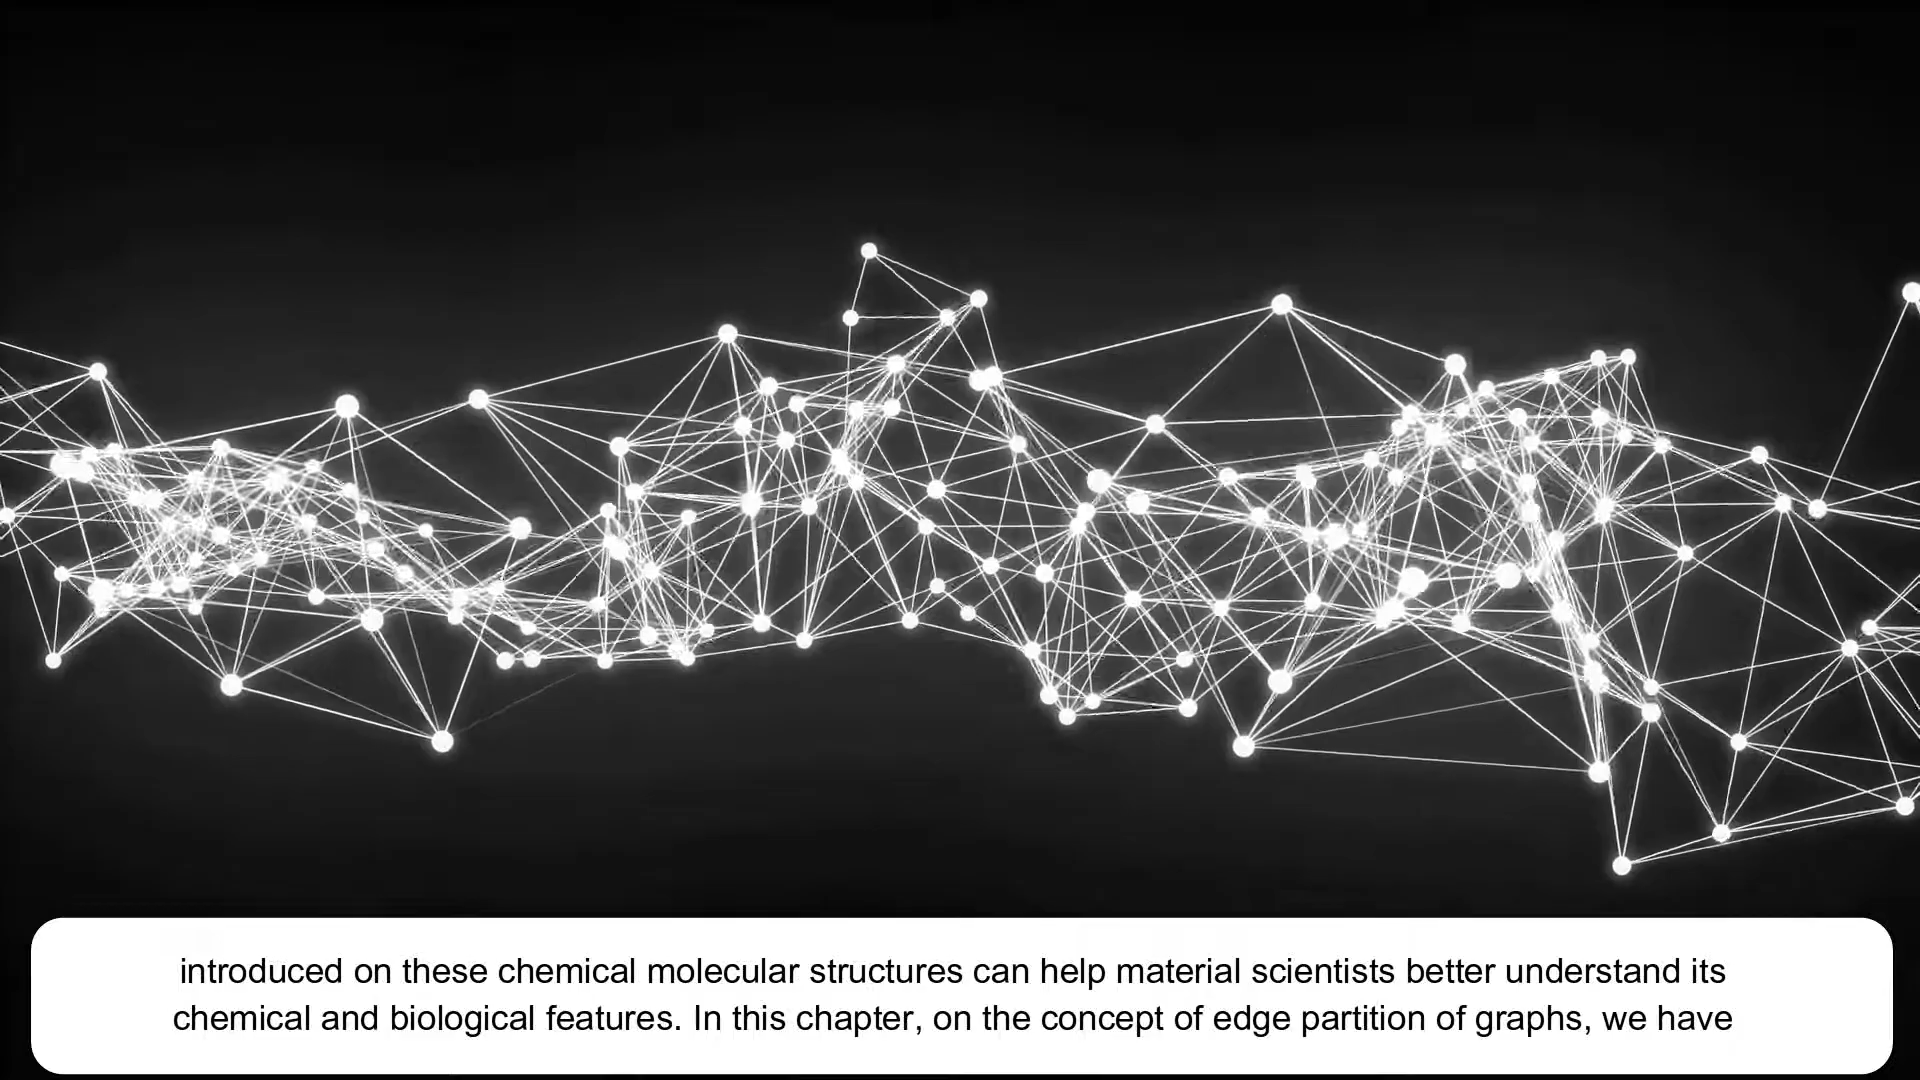 introduced on these chemical molecular structures can help material scientists better understand its
chemical and biological features. In this chapter, on the concept of edge partition of graphs, we have